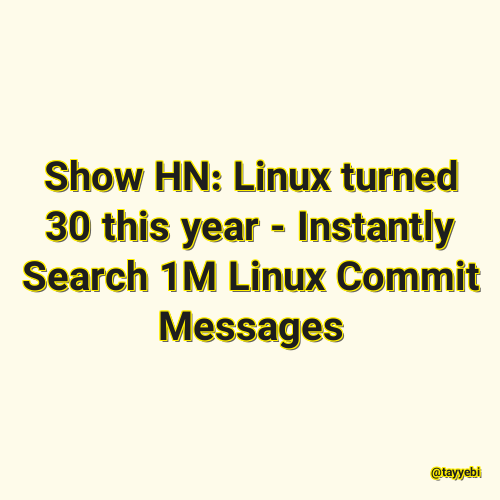 Show HN: Linux turned
30 this year - Instantly
Search 1M Linux Commit
Messages
@tayyebi